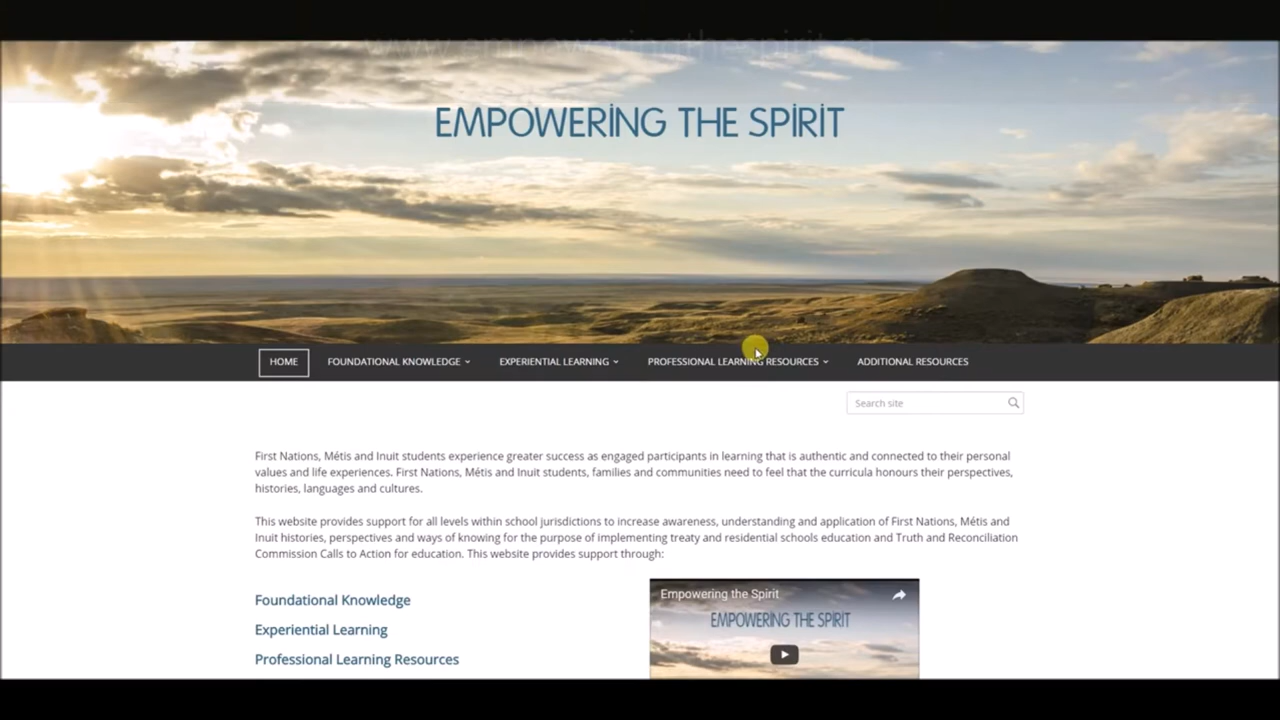 www.empoweringthespirit.ca
EMPOWERING THE SPIRIT
HOME FOUNDATIONAL KNOWLEDGE EXPERIENTIAL LEARNING PROFESSIONAL LEARNING RESOURCES ADDITIONAL RESOURCES
Search site
First Nations, Métis and Inuit students experience greater success as engaged participants in learning that is authentic and connected to their personal
values and life experiences. First Nations, Métis and Inuit students, families and communities need to feel that the curricula honours their perspectives,
histories, languages and cultures.
This website provides support for all levels within school jurisdictions to increase awareness, understanding and application of First Nations, Métis and
Inuit histories, perspectives and ways of knowing for the purpose of implementing treaty and residential schools education and Truth and Reconciliation
Commission Calls to Action for education. This website provides support through:
Foundational Knowledge
Experiential Learning
Professional Learning Resources
Empowering the Spirit
EMPOWERING THE SPIRIT